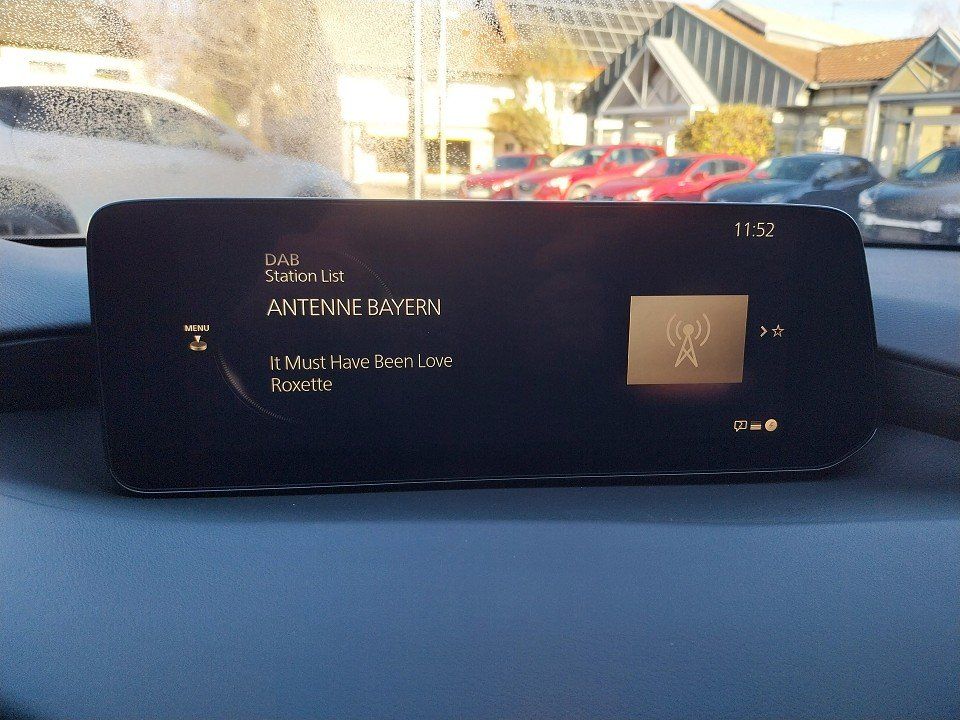 11:52
DAB
Station List
ANTENNE BAYERN
MENU
It Must Have Been Love
Roxette